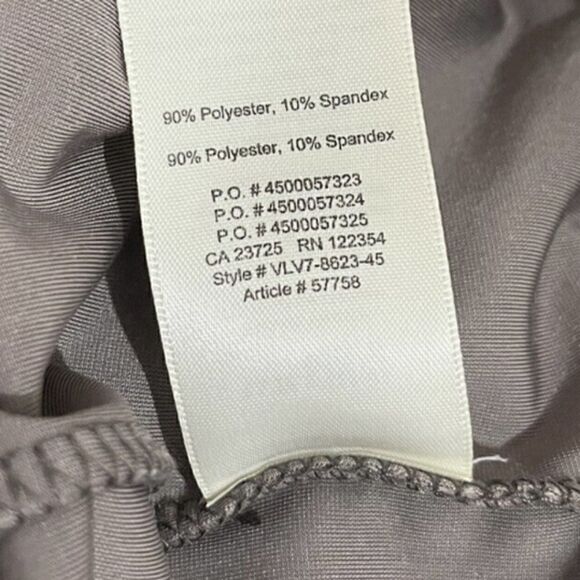 90% Polyester, 10% Spandex
90% Polyester, 10% Spandex
P.O. # 4500057323
P.O. # 4500057324
P.O. # 4500057325
CA 23725 RN 122354
Style # VLV7-8623-45
Article # 57758